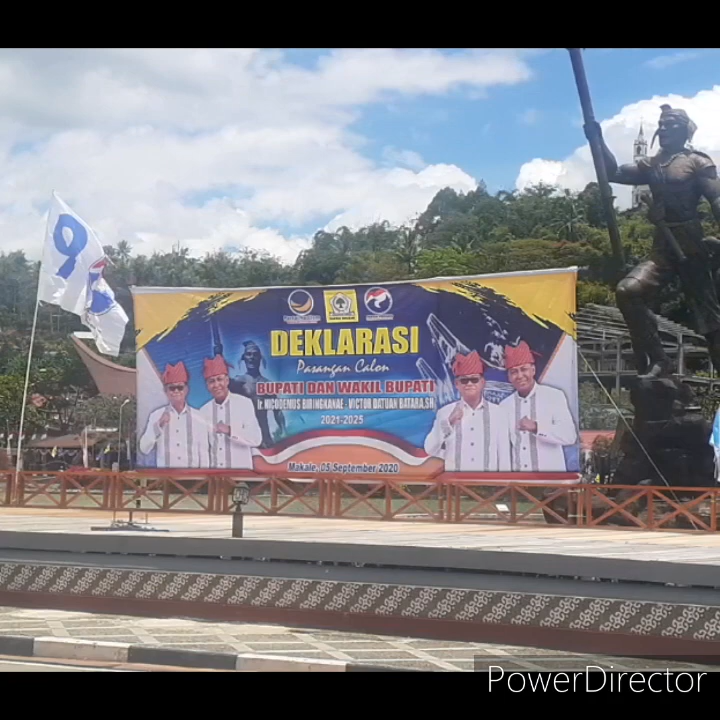 DEKLARASI
Pasangan Calon
BUPATI DAN WAKIL BUPATI
Ir. NICODEMUS BIRINGKANAE - VICTOR DATUAN BATARA.SH
2021-2025
Makale, 05 September 2020
PowerDirector